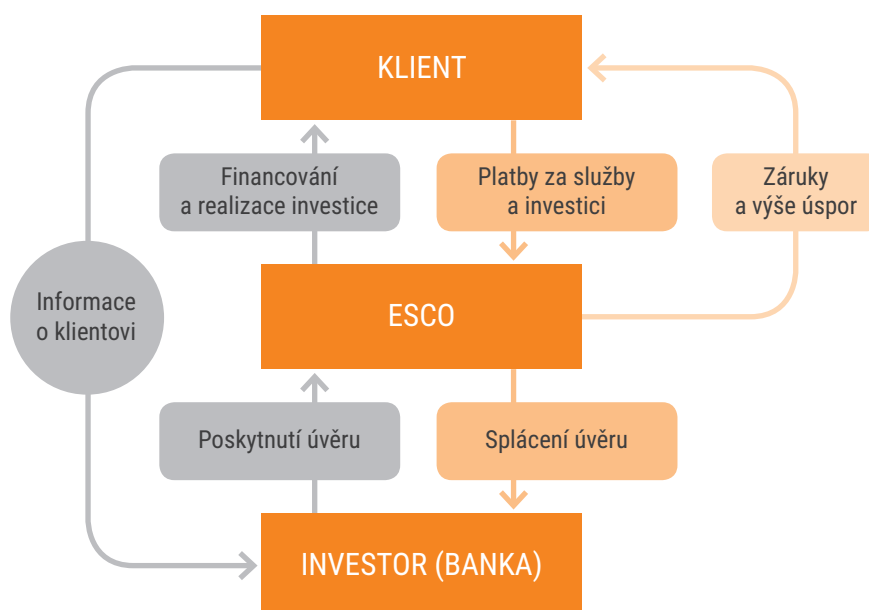 KLIENT
Financování
a realizace investice
Platby za služby
a investici
Záruky
a výše úspor
Informace
o klientovi
ESCO
Poskytnutí úvěru
Splácení úvěru
INVESTOR (BANKA)